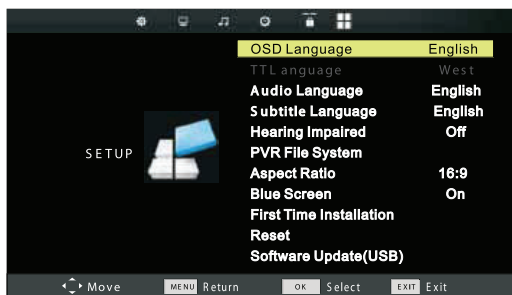 OSD Language English
TTLanguage West
Audio Language English
Subtitle Language English
Hearing Impaired Off
SETUP
PVR File System
Aspect Ratio 16:9
Blue Screen On
First Time Installation
Reset
Software Update(USB)
Move MENU Return OK Select EXIT Exit